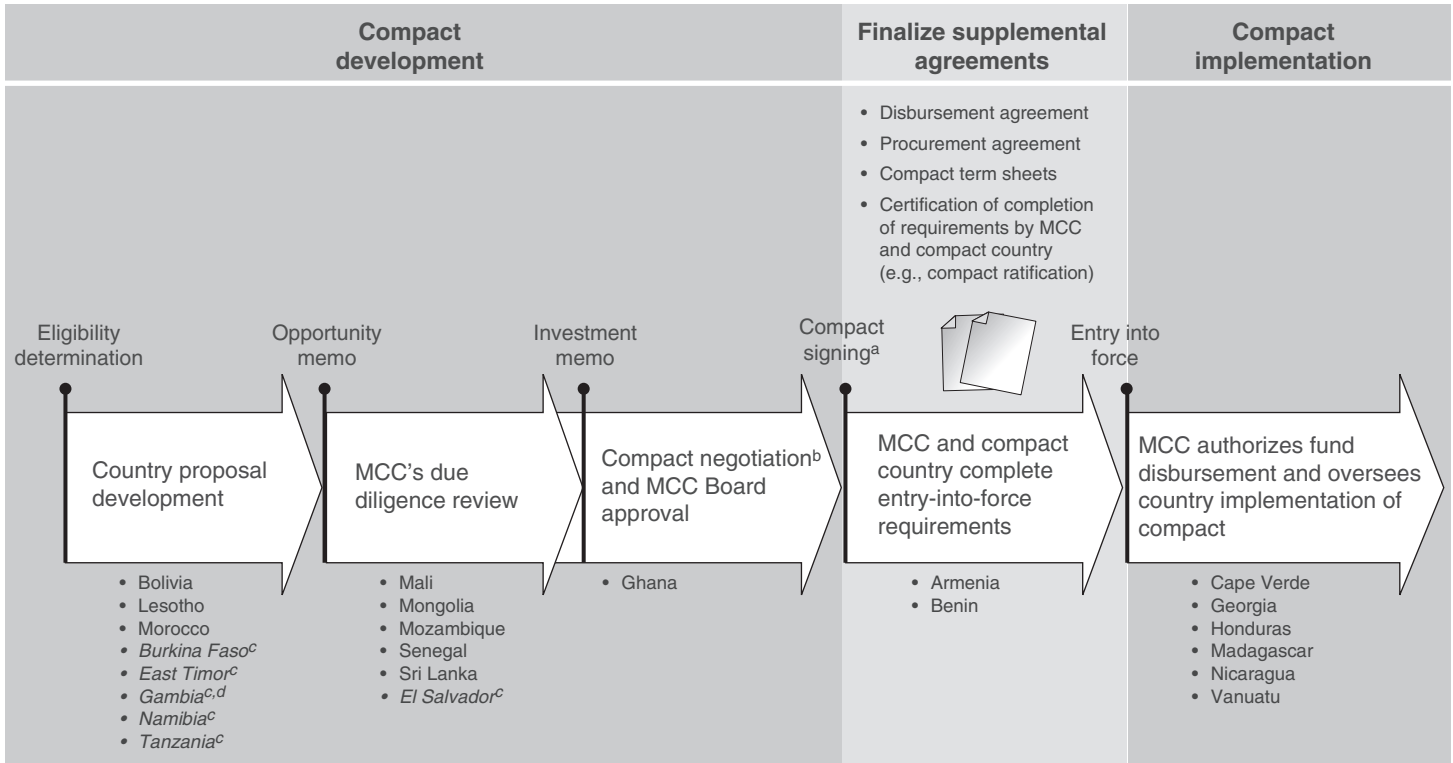 Compact
development
Finalize supplemental
agreements
Compact
implementation
• Disbursement agreement
• Procurement agreement
• Compact term sheets
• Certification of completion
of requirements by MCC
and compact country
(e.g., compact ratification)
Eligibility
determination
Opportunity
memo
Investment
memo
Compact
signinga
Entry into
force
Country proposal
development
MCC's due
diligence review
Compact negotiationb
and MCC Board
approval
MCC and compact
country complete
entry-into-force
requirements
MCC authorizes fund
disbursement and oversees
country implementation of
compact
• Bolivia
• Lesotho
• Morocco
• Burkina Fasoc
• East Timorc
• Gambiac,d
• Namibiac
• Tanzaniac
• Mali
• Mongolia
• Mozambique
• Senegal
• Sri Lanka
• El Salvadorc
• Ghana
• Armenia
• Benin
• Cape Verde
• Georgia
• Honduras
• Madagascar
• Nicaragua
• Vanuatu